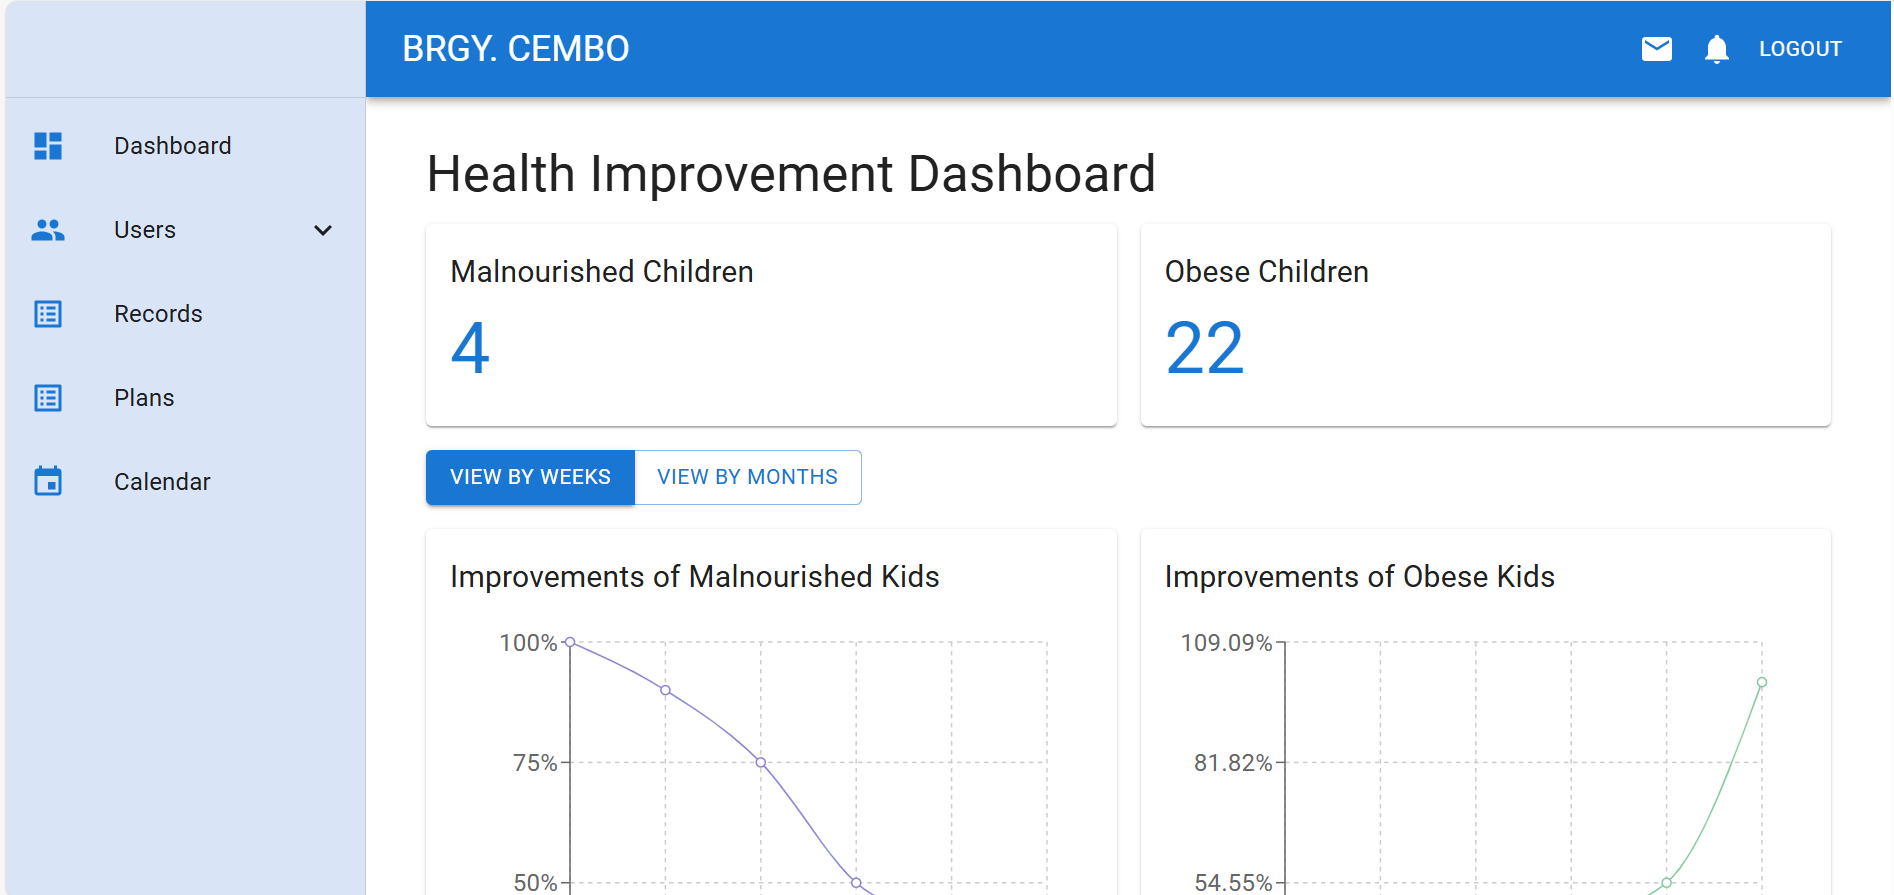 BRGY. CEMBO
LOGOUT
Dashboard
Users
Records
Plans
Calendar
Health Improvement Dashboard
Malnourished Children
4
Obese Children
22
VIEW BY WEEKS
VIEW BY MONTHS
Improvements of Malnourished Kids
100%
75%
50%
Improvements of Obese Kids
109.09%
81.82%
54.55%